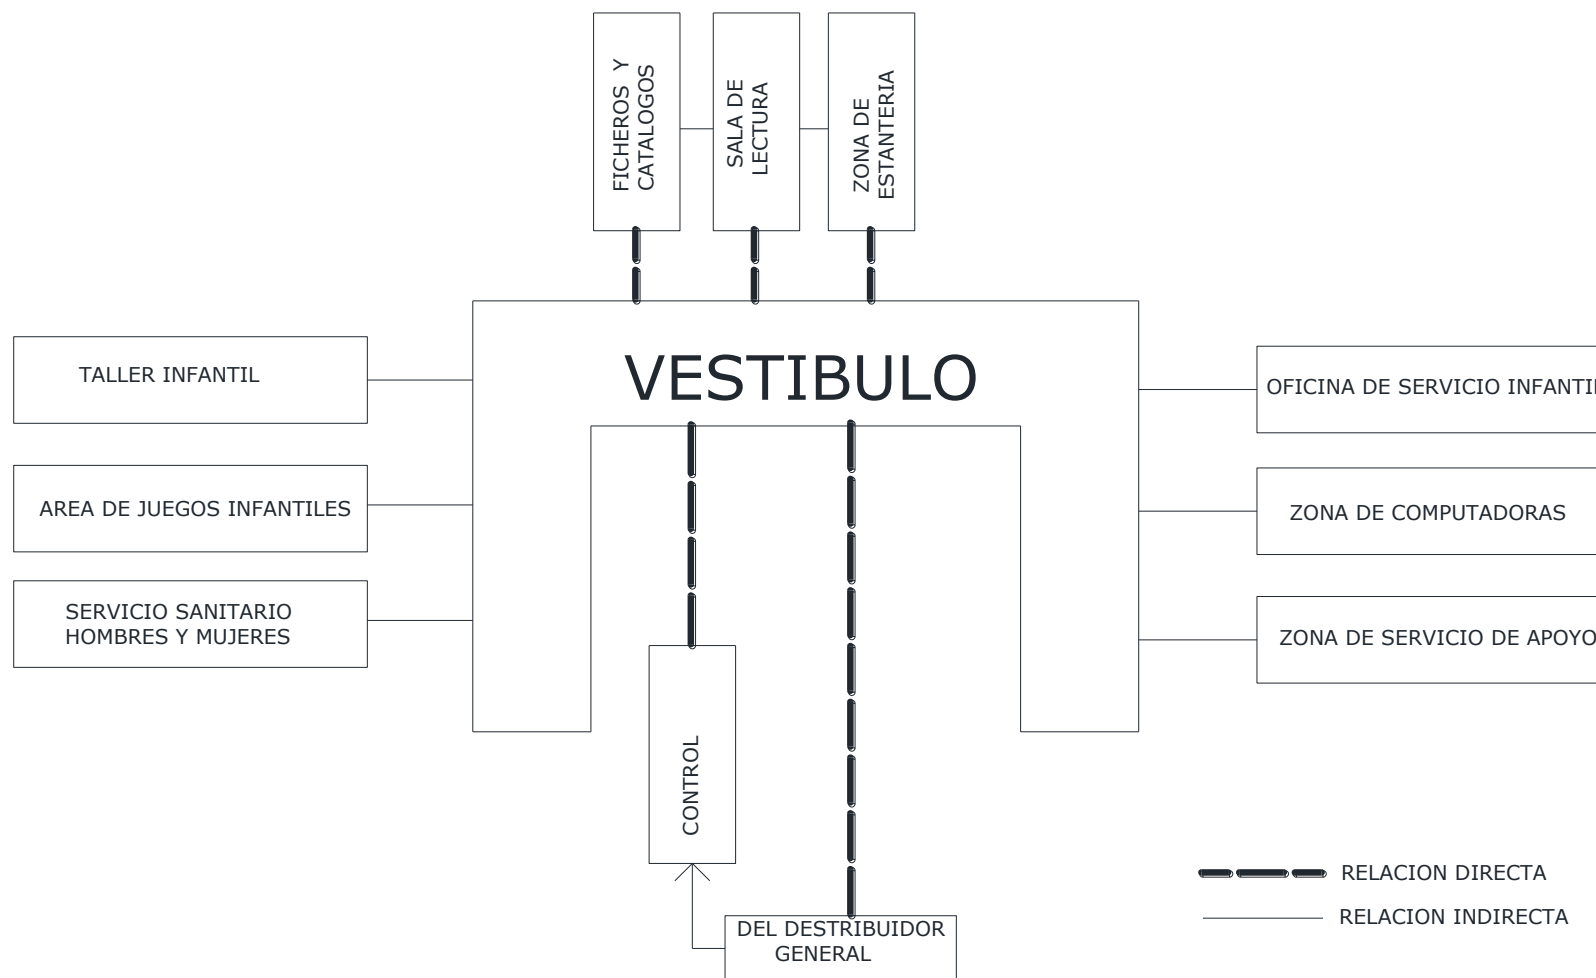 FICHEROS Y
CATALOGOS
SALA DE
LECTURA
ZONA DE
ESTANTERIA
VESTIBULO
TALLER INFANTIL
AREA DE JUEGOS INFANTILES
SERVICIO SANITARIO
HOMBRES Y MUJERES
OFICINA DE SERVICIO INFANTIL
ZONA DE COMPUTADORAS
ZONA DE SERVICIO DE APOYO
CONTROL
DEL DESTRIBUIDOR
GENERAL
RELACION DIRECTA
RELACION INDIRECTA